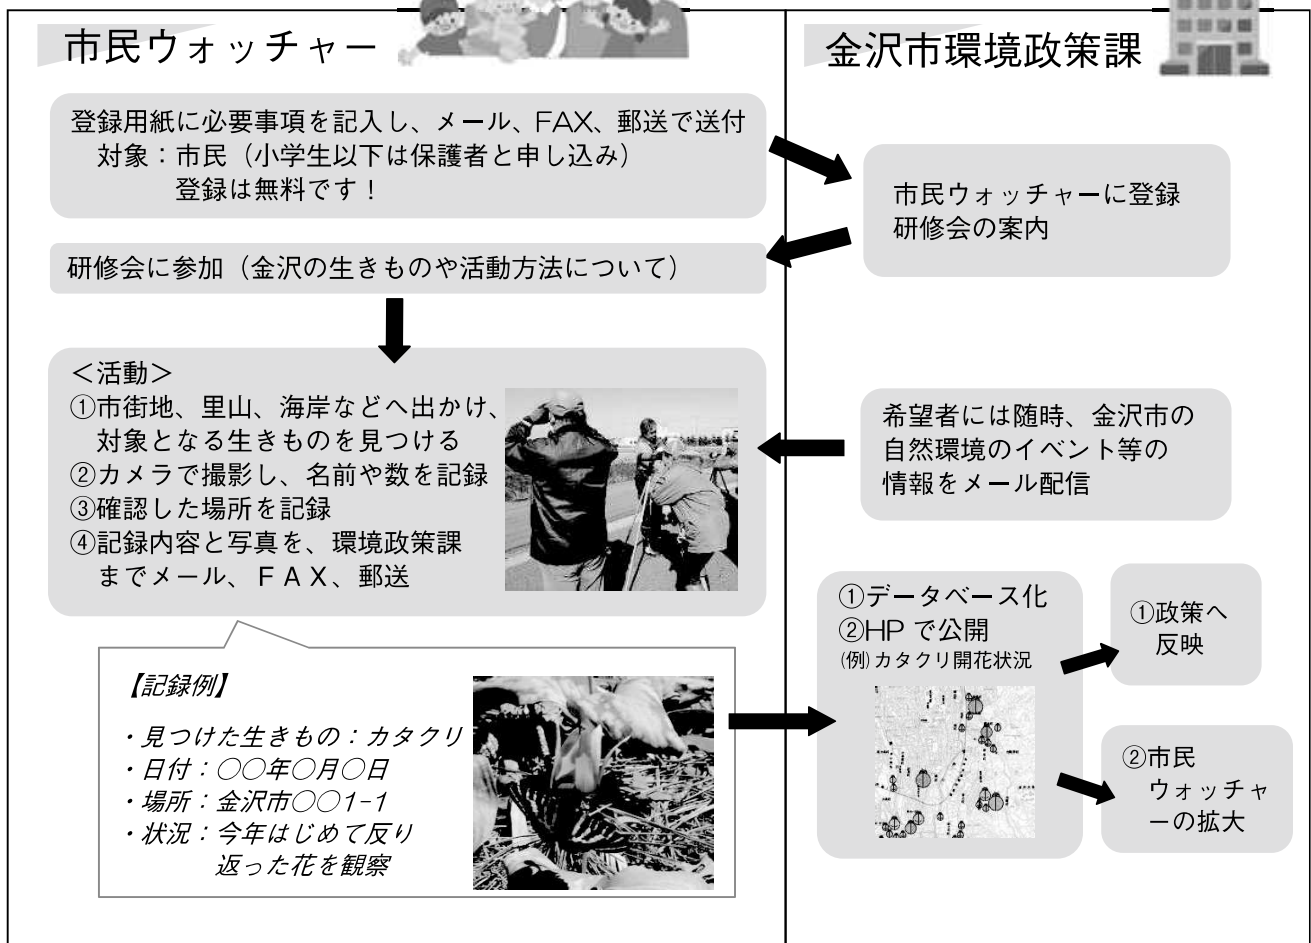 市民ウォッチャー
登録用紙に必要事項を記入し、メール、FAX、郵送で送付
対象：市民（小学生以下は保護者と申し込み）
登録は無料です！
研修会に参加（金沢の生きものや活動方法について）
＜活動＞
①市街地、里山、海岸などへ出かけ、
対象となる生きものを見つける
②カメラで撮影し、名前や数を記録
③確認した場所を記録
④記録内容と写真を、環境政策課
までメール、ＦＡＸ、郵送
【記録例】
・見つけた生きもの：カタクリ
・日付：○○年○月○日
・場所：金沢市○○1-1
・状況：今年はじめて反り
返った花を観察
金沢市環境政策課
市民ウォッチャーに登録
研修会の案内
希望者には随時、金沢市の
自然環境のイベント等の
情報をメール配信
①データベース化
②HP で公開
(例) カタクリ開花状況
①政策へ
反映
②市民
ウォッチャ
ーの拡大